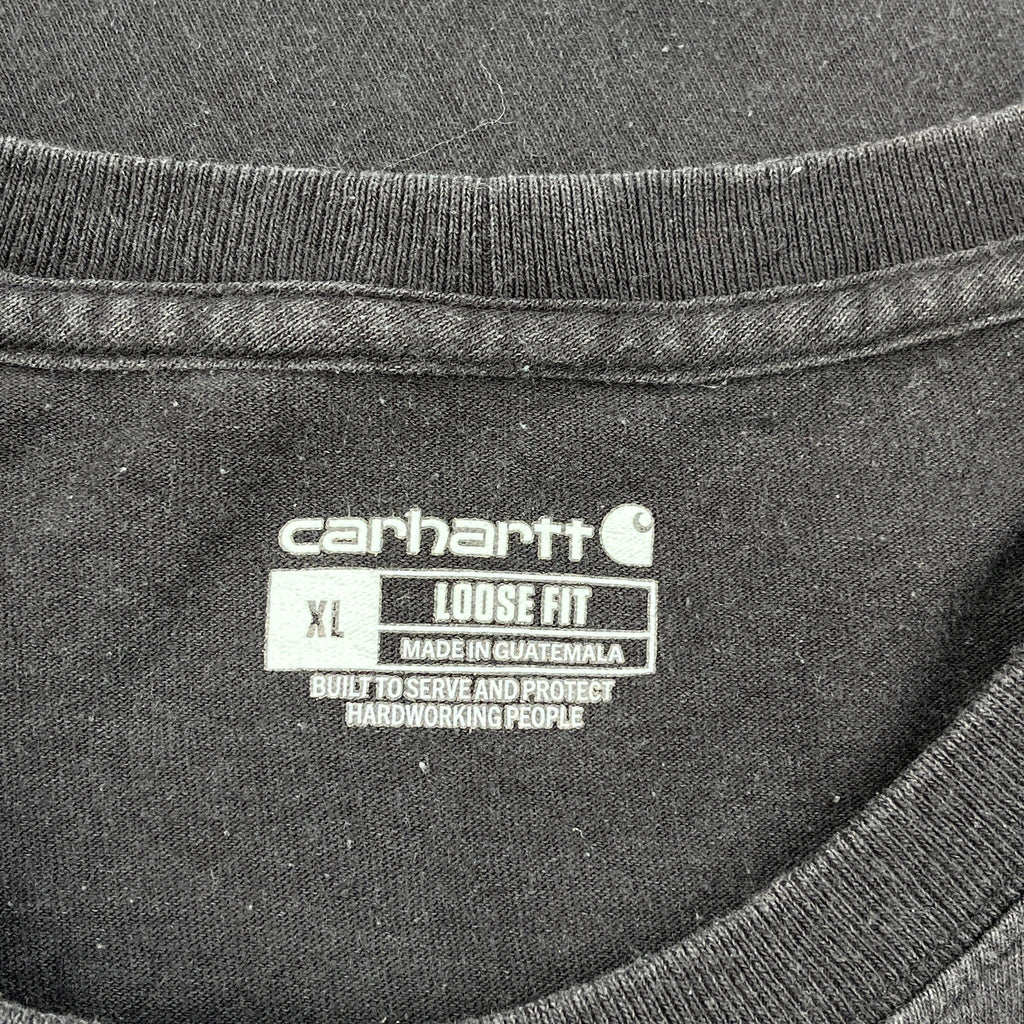 carhartt
XL
LOOSE FIT
MADE IN GUATEMALA
BUILT TO SERVE AND PROTECT
HARDWORKING PEOPLE